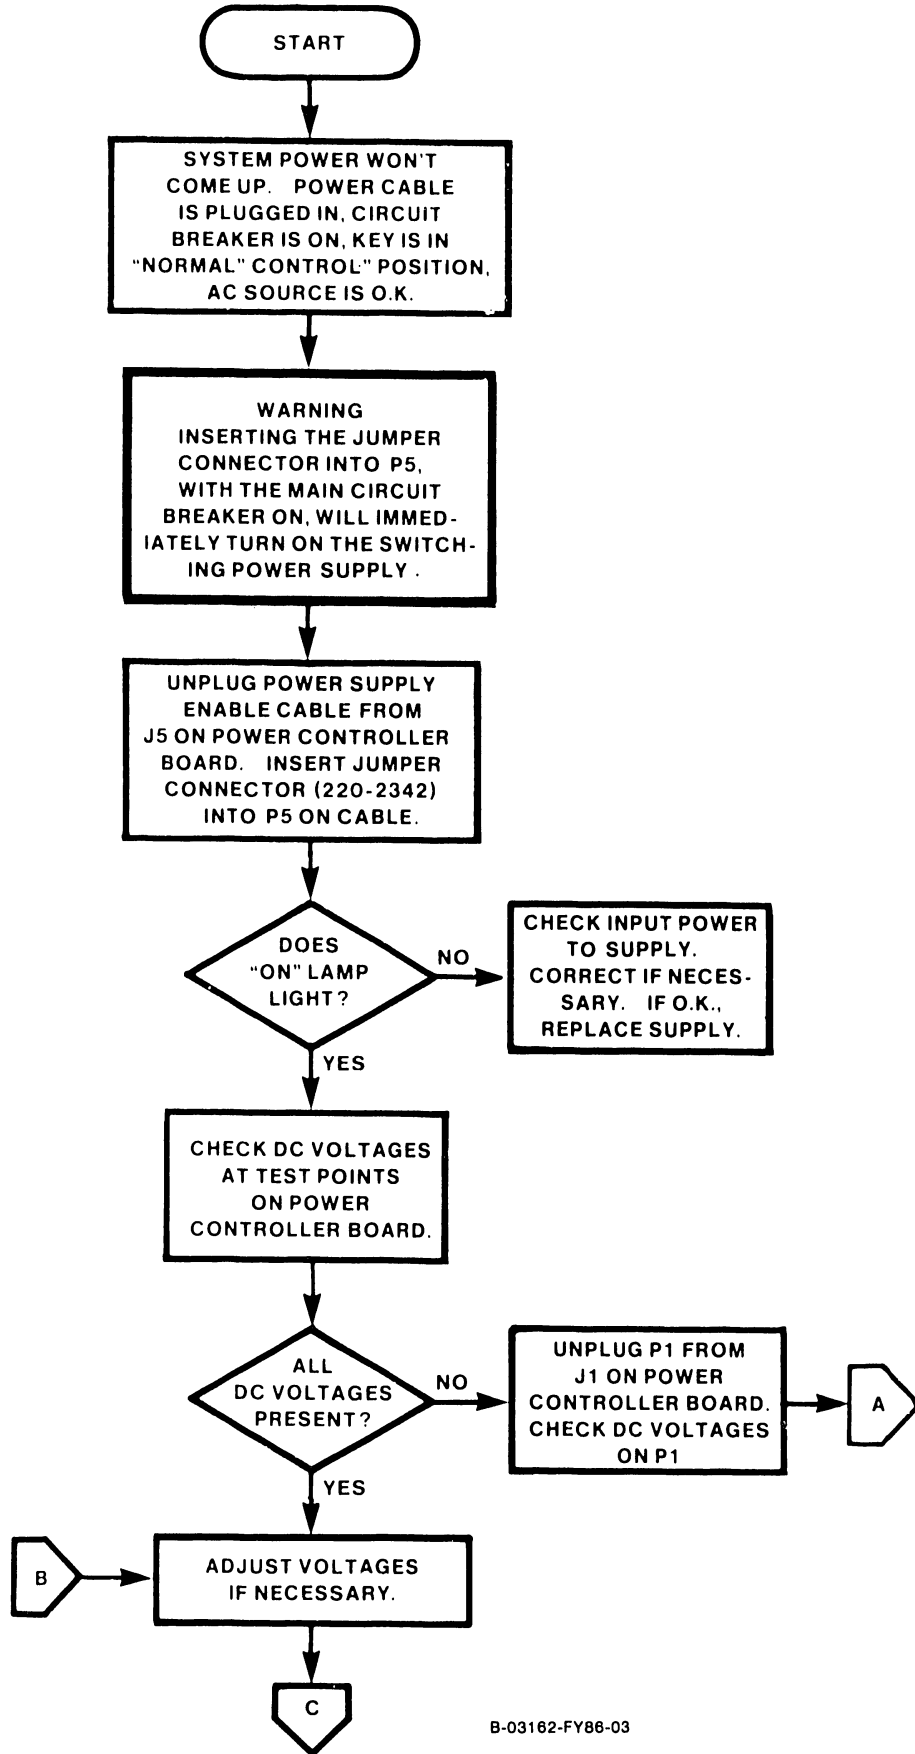 START
SYSTEM POWER WON'T
COME UP. POWER CABLE
IS PLUGGED IN, CIRCUIT
BREAKER IS ON, KEY IS IN
"NORMAL" CONTROL" POSITION,
AC SOURCE IS O.K.
WARNING
INSERTING THE JUMPER
CONNECTOR INTO P5,
WITH THE MAIN CIRCUIT
BREAKER ON, WILL IMMED-
IATELY TURN ON THE SWITCH-
ING POWER SUPPLY.
UNPLUG POWER SUPPLY
ENABLE CABLE FROM
J5 ON POWER CONTROLLER
BOARD. INSERT JUMPER
CONNECTOR (220-2342)
INTO P5 ON CABLE.
DOES
"ON" LAMP
LIGHT?
NO
CHECK INPUT POWER
TO SUPPLY.
CORRECT IF NECES-
SARY. IF O.K.,
REPLACE SUPPLY.
YES
CHECK DC VOLTAGES
AT TEST POINTS
ON POWER
CONTROLLER BOARD.
ALL
DC VOLTAGES
PRESENT?
NO
UNPLUG P1 FROM
J1 ON POWER
CONTROLLER BOARD.
CHECK DC VOLTAGES
ON P1
A
YES
B
ADJUST VOLTAGES
IF NECESSARY.
C
B-03162-FY86-03